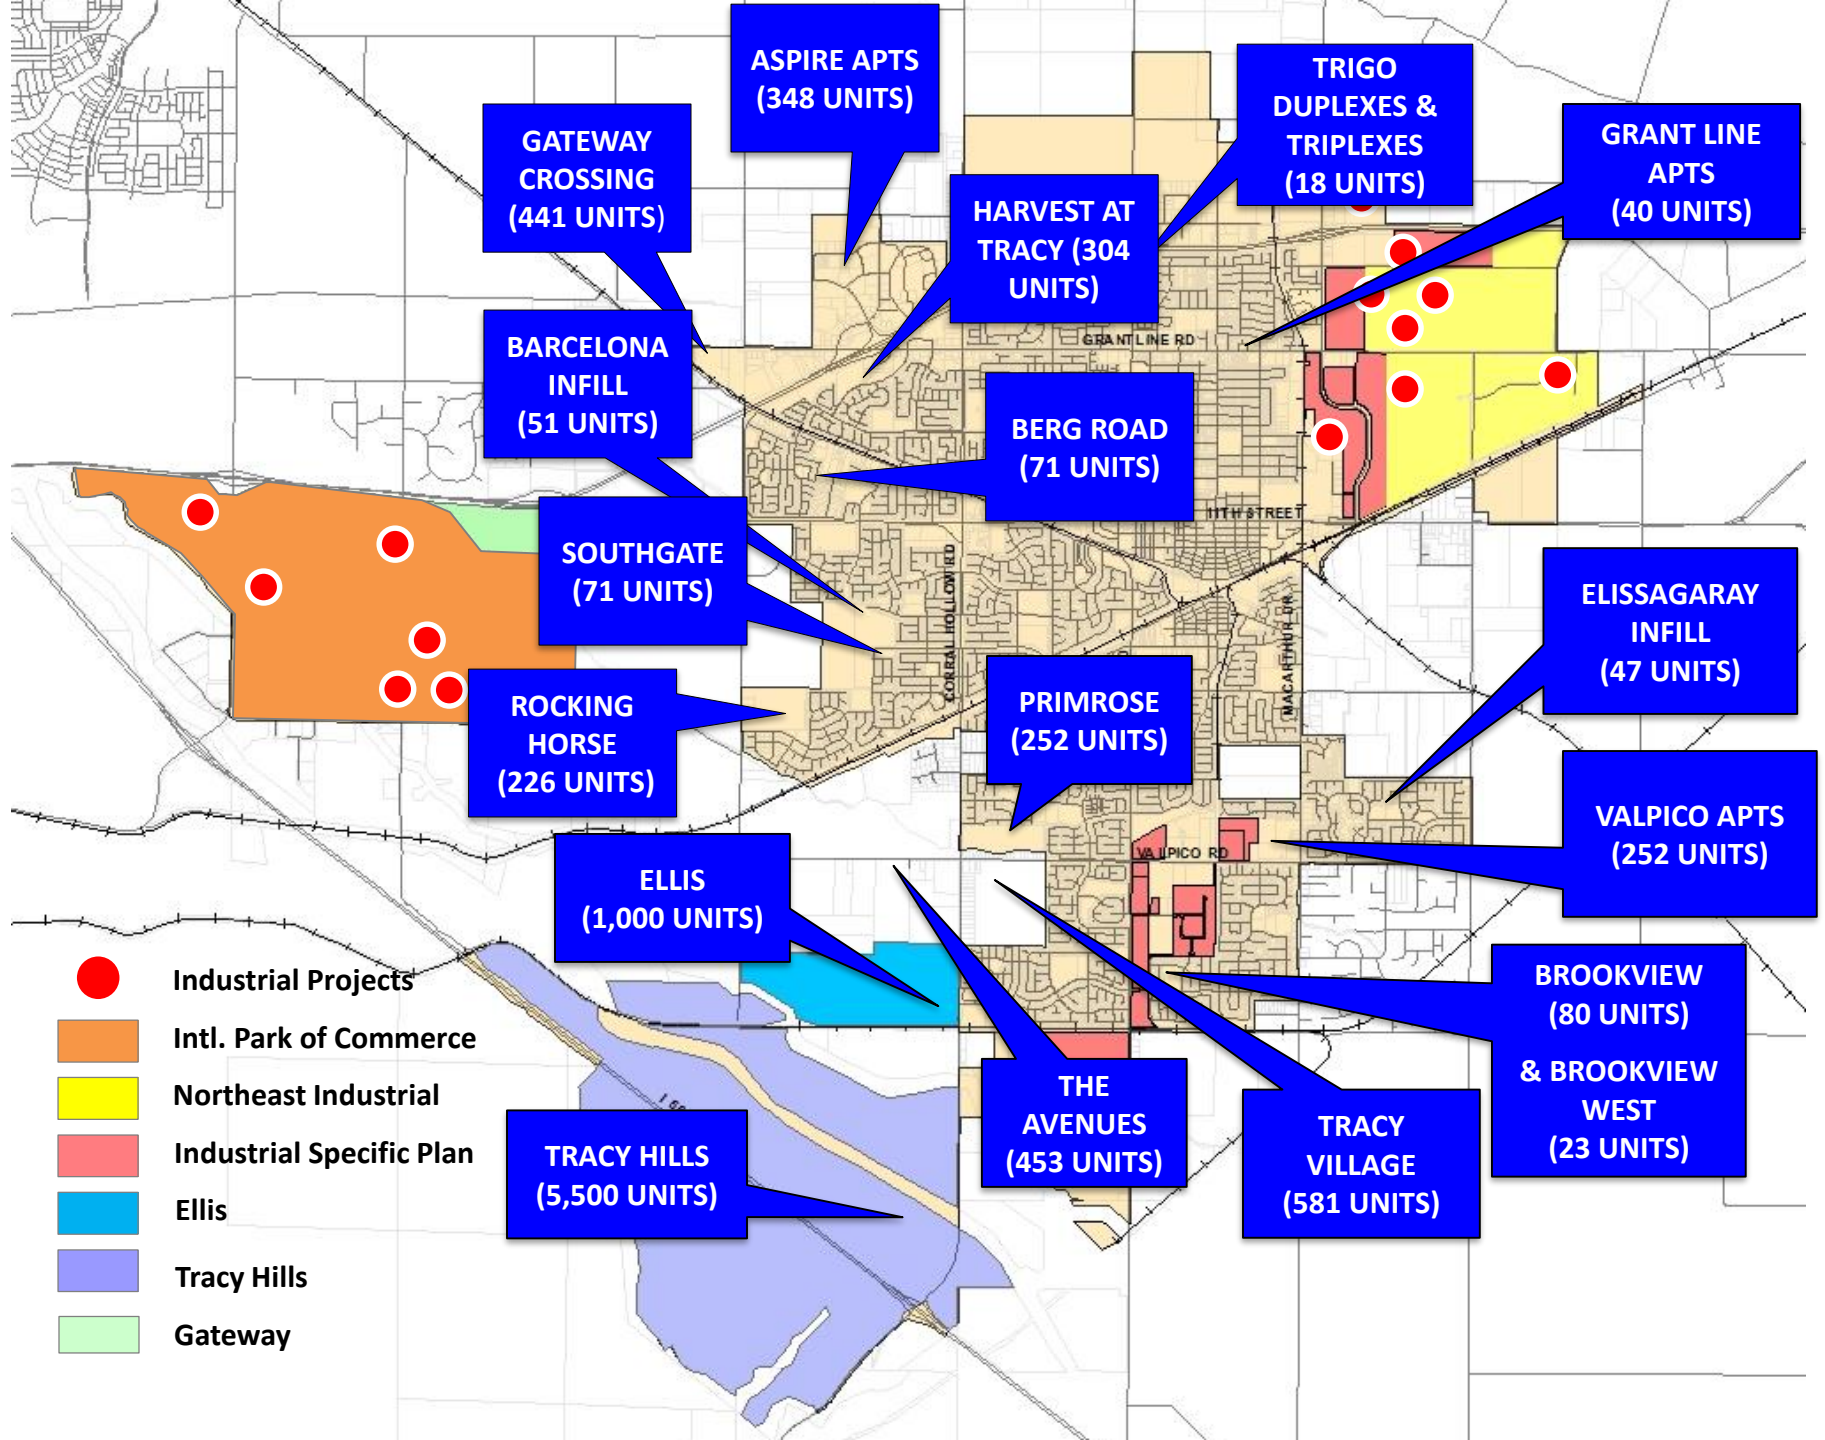 ASPIRE APTS
(348 UNITS)
TRIGO
DUPLEXES &
TRIPLEXES
(18 UNITS)
GATEWAY
CROSSING
(441 UNITS)
GRANT LINE
APTS
(40 UNITS)
HARVEST AT
TRACY (304
UNITS)
BARCELONA
INFILL
(51 UNITS)
GRANT LINE RD
BERG ROAD
(71 UNITS)
11TH STREET
SOUTHGATE
(71 UNITS)
CORRAL HOLLOW RD
MACARTHUR DR
ELISSAGARAY
INFILL
(47 UNITS)
ROCKING
HORSE
(226 UNITS)
PRIMROSE
(252 UNITS)
VALPICO APTS
(252 UNITS)
VALPICO RD
ELLIS
(1,000 UNITS)
BROOKVIEW
(80 UNITS)
& BROOKVIEW
WEST
(23 UNITS)
THE
AVENUES
(453 UNITS)
TRACY
VILLAGE
(581 UNITS)
TRACY HILLS
(5,500 UNITS)
Industrial Projects
Intl. Park of Commerce
Northeast Industrial
Industrial Specific Plan
Ellis
Tracy Hills
Gateway